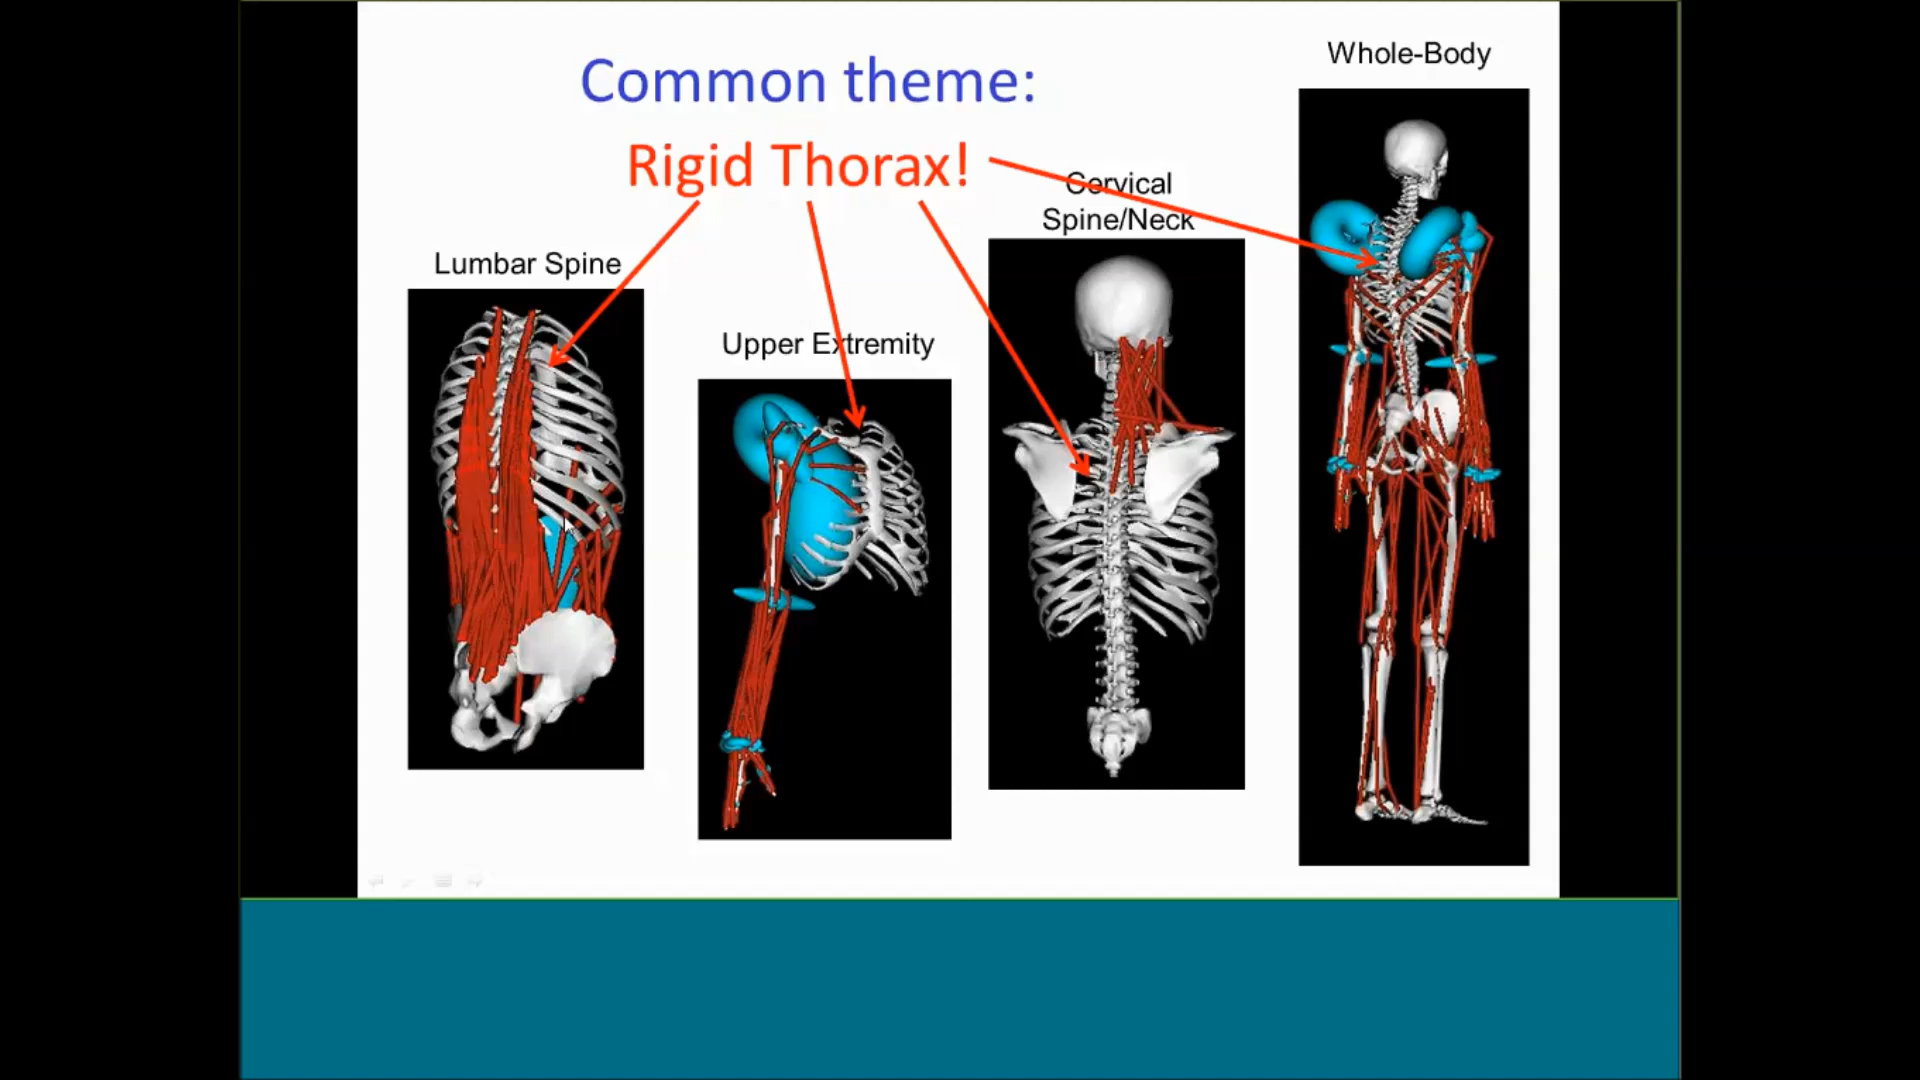 Common theme:
Rigid Thorax!
Lumbar Spine
Upper Extremity
Cervical
Spine/Neck
Whole-Body